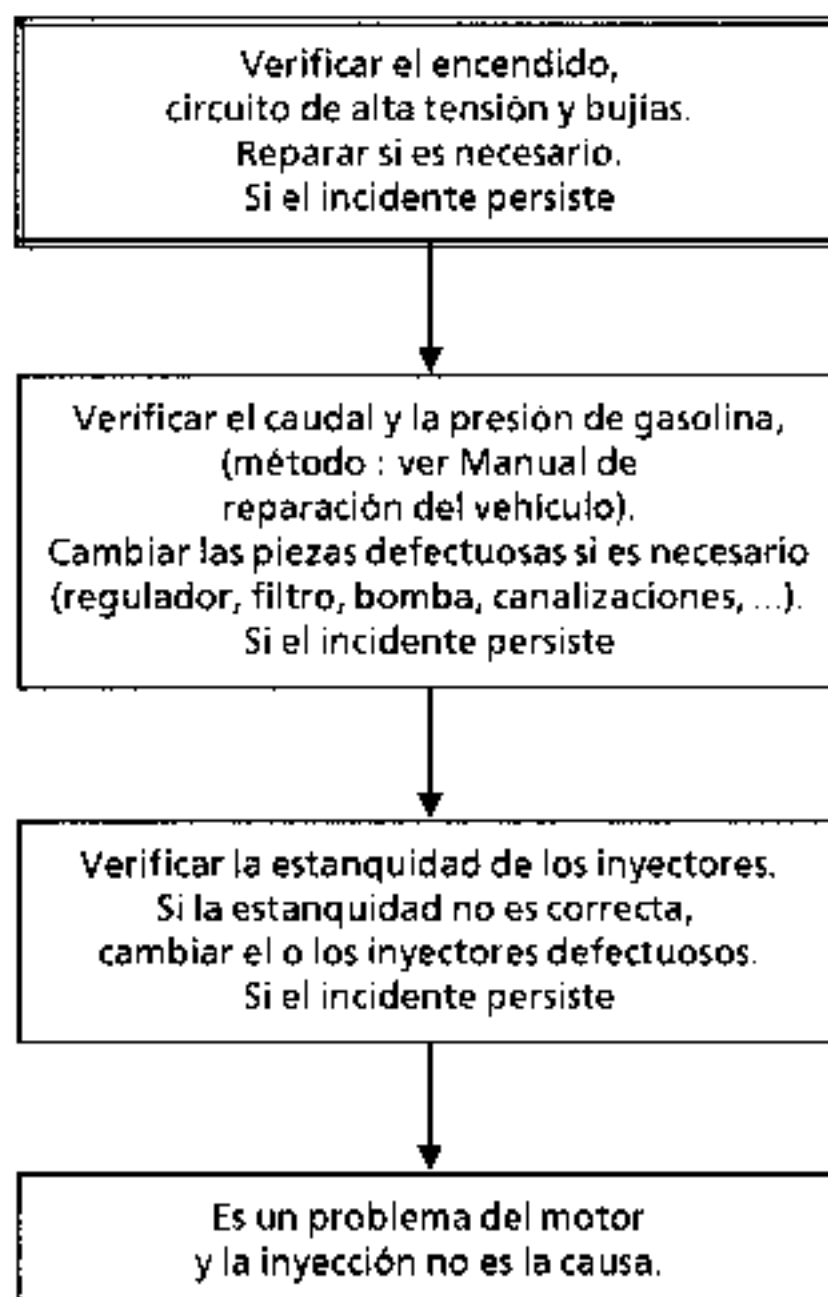 Verificar el encendido,
circuito de alta tensión y bujías.
Reparar si es necesario.
Si el incidente persiste
Verificar el caudal y la presión de gasolina,
(método : ver Manual de
reparación del vehículo).
Cambiar las piezas defectuosas si es necesario
(regulador, filtro, bomba, canalizaciones, ...).
Si el incidente persiste
Verificar la estanquidad de los inyectores.
Si la estanquidad no es correcta,
cambiar el o los inyectores defectuosos.
Si el incidente persiste
Es un problema del motor
y la inyección no es la causa.